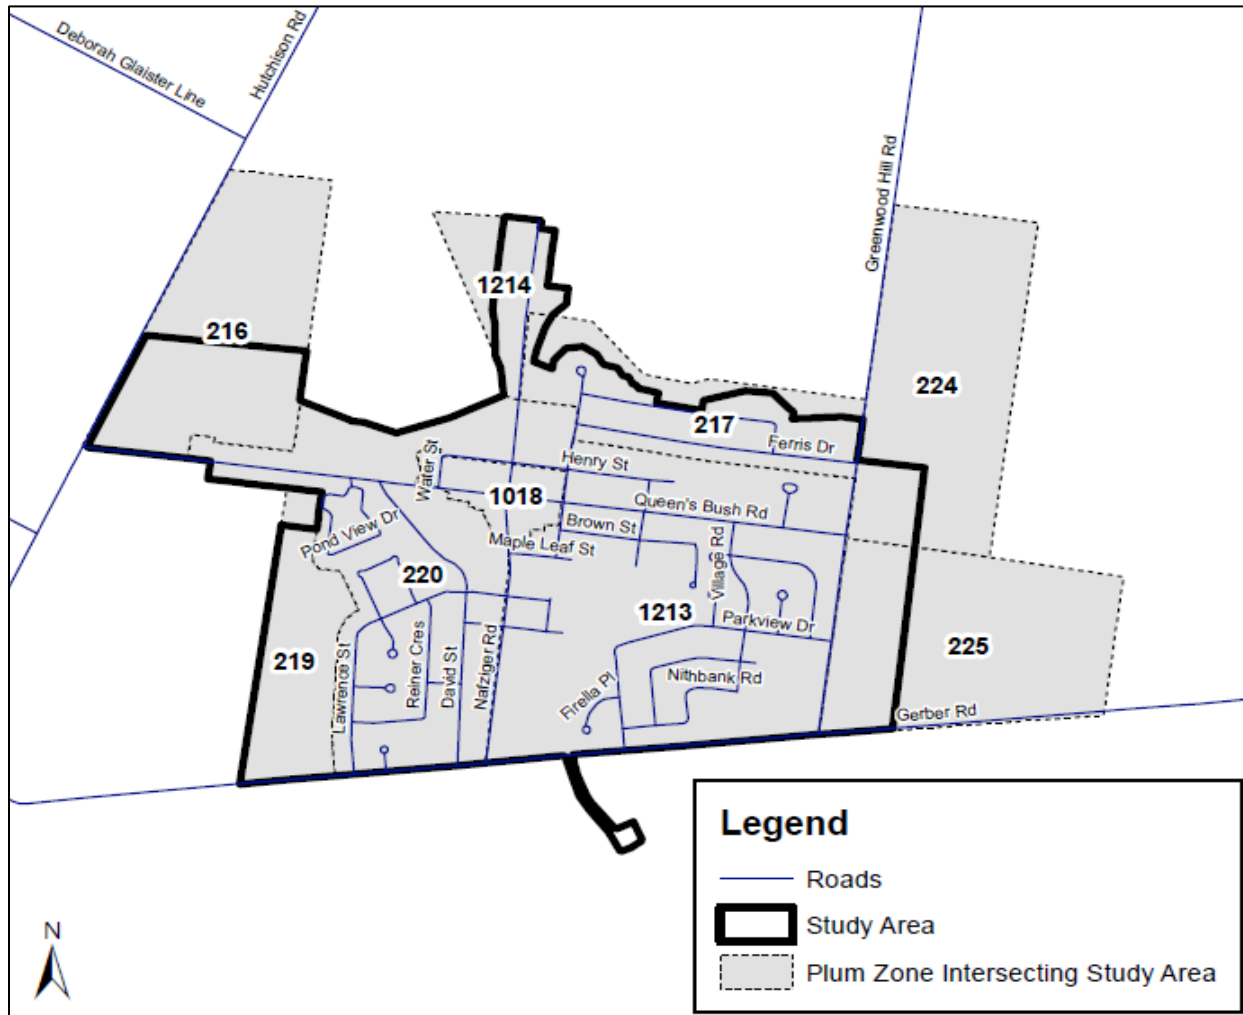 Deborah Glaister Line
Hutchison Rd
Greenwood Hill Rd
1214
216
224
217
Ferris Dr
Water St
Henry St
1018
Queen's Bush Rd
Brown St
Pond View Dr
Maple Leaf St
Village Rd
220
1213
Parkview Dr
219
225
Lawrence St
Reiner Cres
David St
Nafziger Rd
Nithbank Rd
Firella Pl
Gerber Rd
Legend
Roads
Study Area
Plum Zone Intersecting Study Area
N